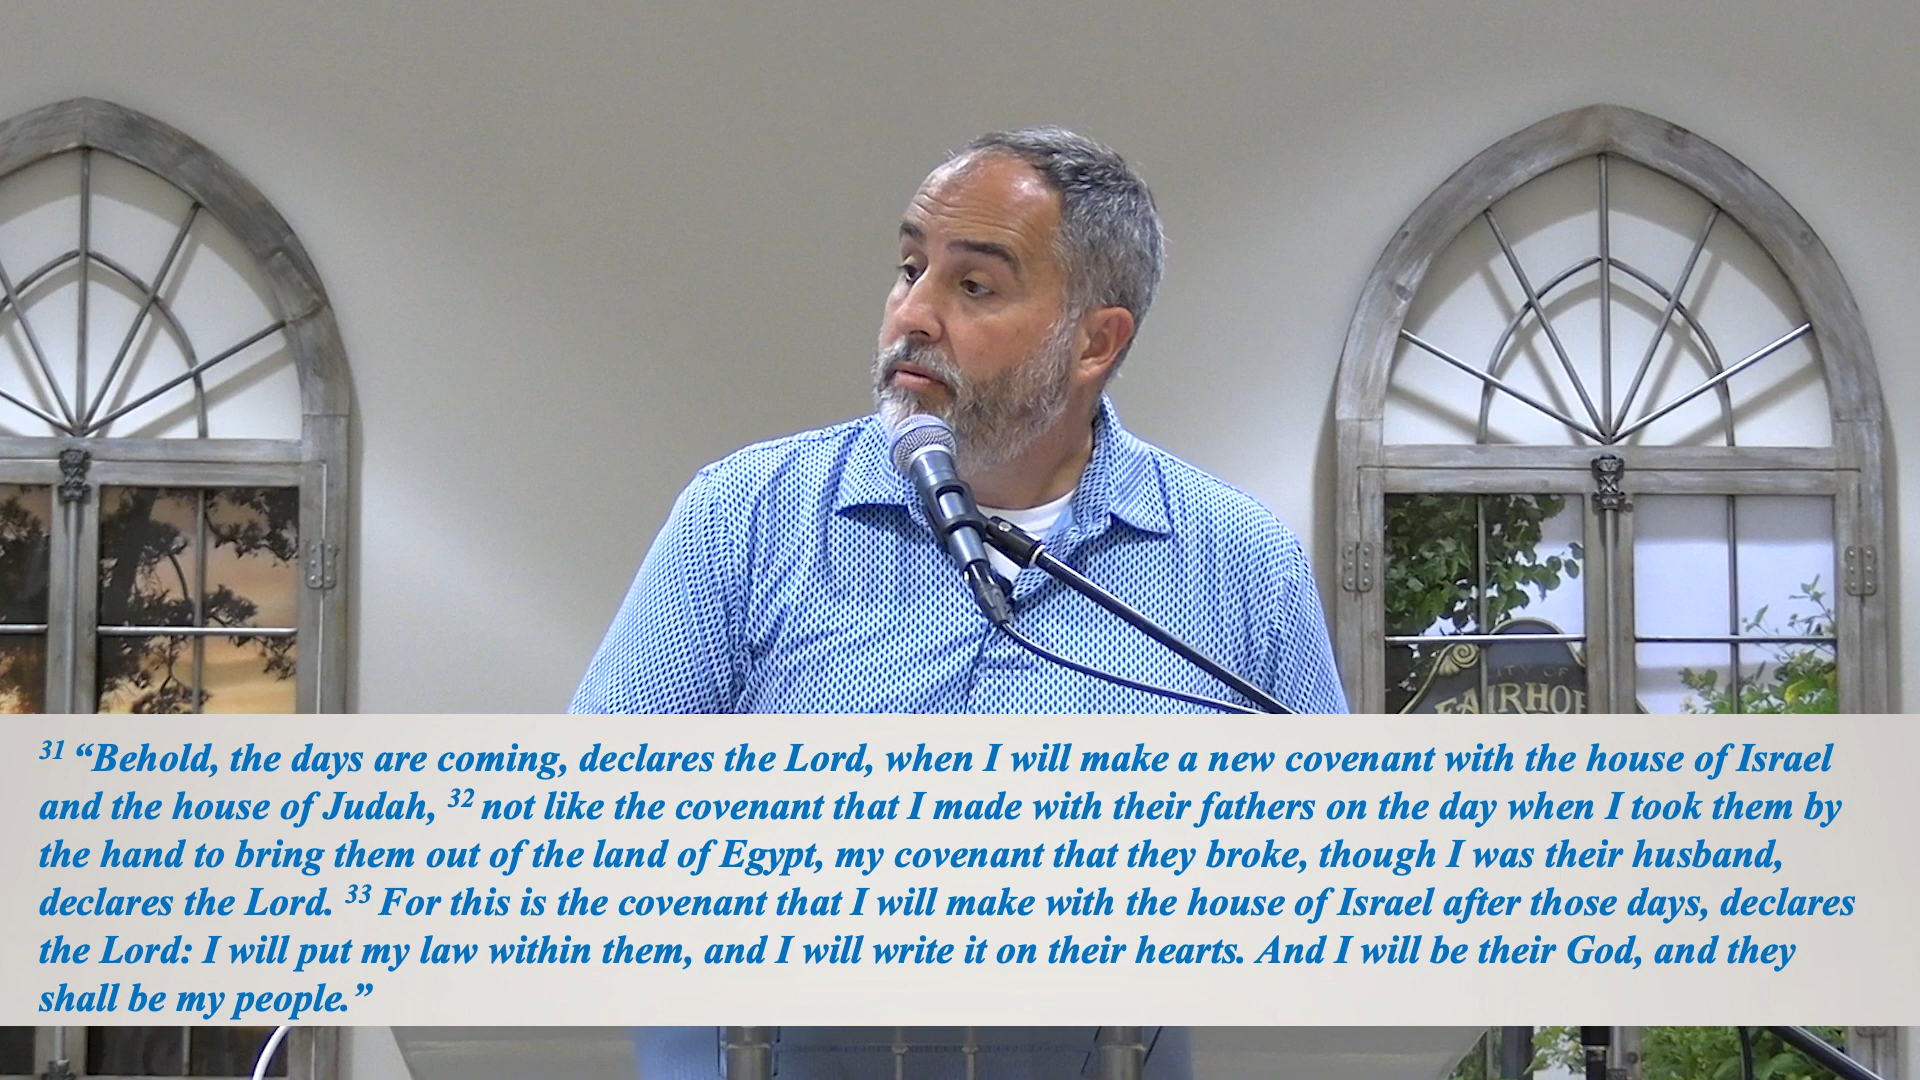 CITY OF
FAIRHOP
31 “Behold, the days are coming, declares the Lord, when I will make a new covenant with the house of Israel
and the house of Judah, 32 not like the covenant that I made with their fathers on the day when I took them by
the hand to bring them out of the land of Egypt, my covenant that they broke, though I was their husband,
declares the Lord. 33 For this is the covenant that I will make with the house of Israel after those days, declares
the Lord: I will put my law within them, and I will write it on their hearts. And I will be their God, and they
shall be my people.”